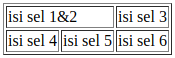 isi sel 1&2 isi sel 3
isi sel 4 isi sel 5 isi sel 6